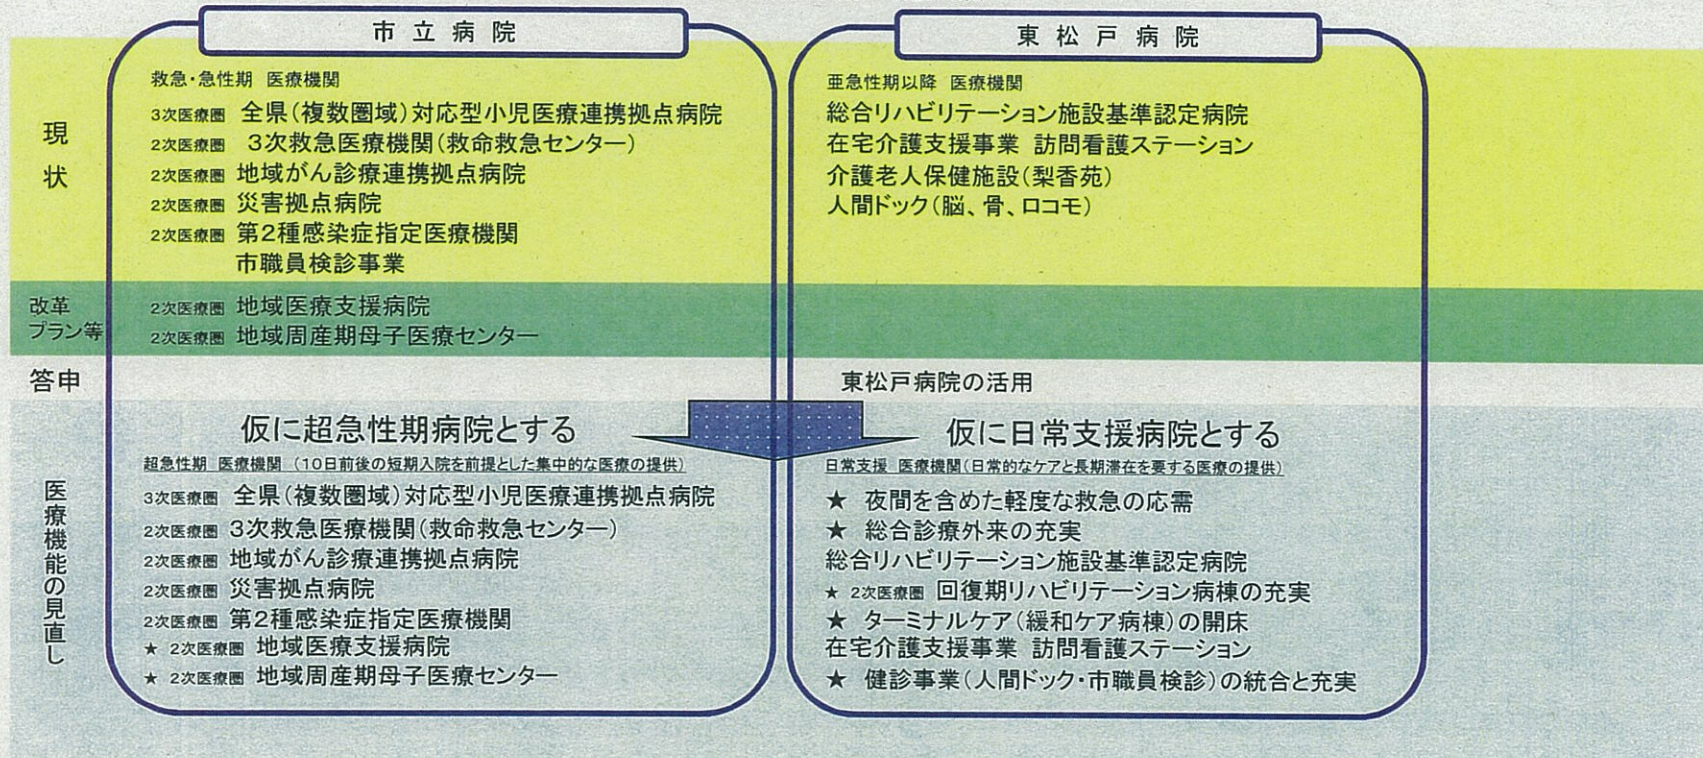 市立病院
救急・急性期 医療機関
3次医療圏 全県(複数圏域)対応型小児医療連携拠点病院
2次医療圏 3次救急医療機関(救命救急センター)
2次医療圏 地域がん診療連携拠点病院
2次医療圏 災害拠点病院
2次医療圏 第2種感染症指定医療機関
市職員検診事業
東松戸病院
亜急性期以降 医療機関
総合リハビリテーション施設基準認定病院
在宅介護支援事業 訪問看護ステーション
介護老人保健施設(梨香苑)
人間ドック(脳、骨、ロコモ)
現状
改革
プラン等
2次医療圏 地域医療支援病院
2次医療圏 地域周産期母子医療センター
答申
東松戸病院の活用
医療機能の見直し
仮に超急性期病院とする
超急性期 医療機関 (10日前後の短期入院を前提とした集中的な医療の提供)
3次医療圏 全県(複数圏域)対応型小児医療連携拠点病院
2次医療圏 3次救急医療機関(救命救急センター)
2次医療圏 地域がん診療連携拠点病院
2次医療圏 災害拠点病院
2次医療圏 第2種感染症指定医療機関
★ 2次医療圏 地域医療支援病院
★ 2次医療圏 地域周産期母子医療センター
仮に日常支援病院とする
日常支援 医療機関(日常的なケアと長期滞在を要する医療の提供)
★ 夜間を含めた軽度な救急の応需
★ 総合診療外来の充実
総合リハビリテーション施設基準認定病院
★ 2次医療圏 回復期リハビリテーション病棟の充実
★ ターミナルケア(緩和ケア病棟)の開床
在宅介護支援事業 訪問看護ステーション
★ 健診事業(人間ドック・市職員検診)の統合と充実